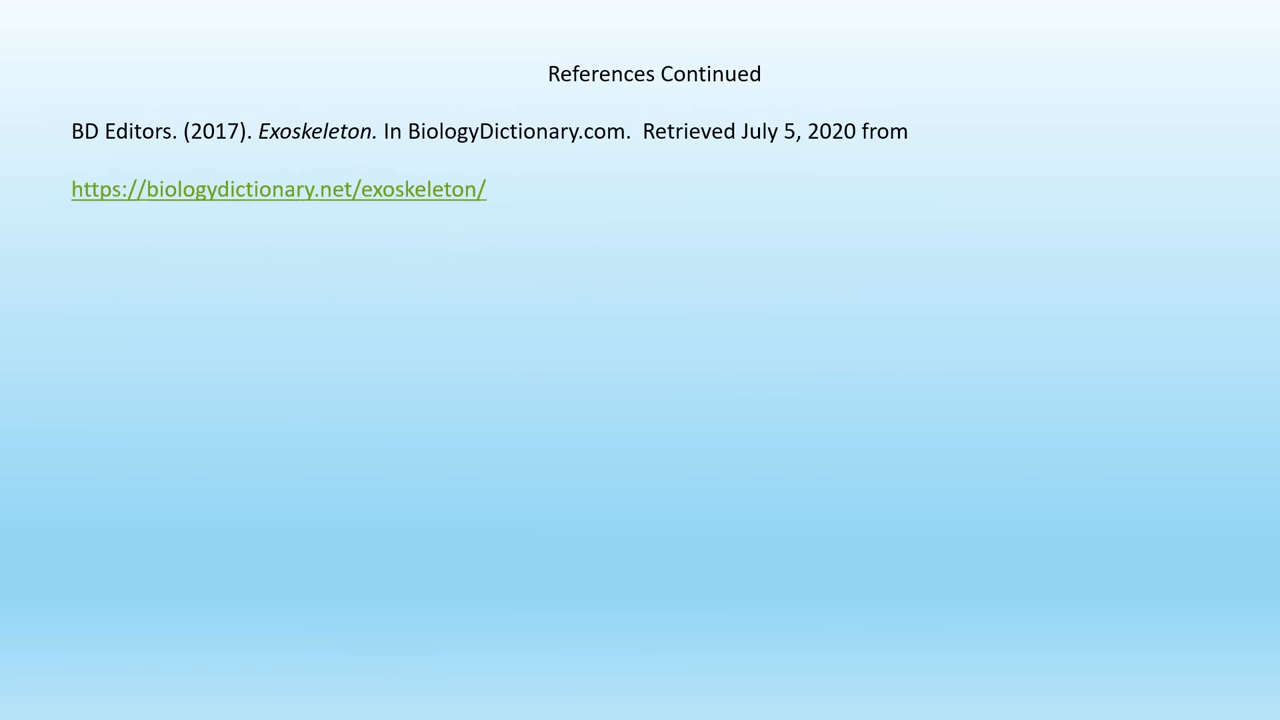 References Continued
BD Editors. (2017). Exoskeleton. In BiologyDictionary.com.  Retrieved July 5, 2020 from
https://biologydictionary.net/exoskeleton/